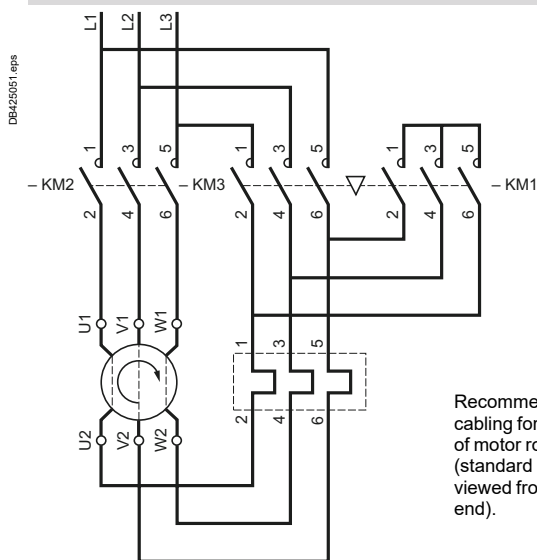 DB425051.eps
L1 L2 L3
1 3 5 1 3 5 1 3 5
– KM2 – KM3 – KM1
2 4 6 2 4 6 2 4 6
U1 V1 W1
1 3 5
2 4 6
U2 V2 W2
Recomme
cabling for
of motor ro
(standard
viewed fro
end).